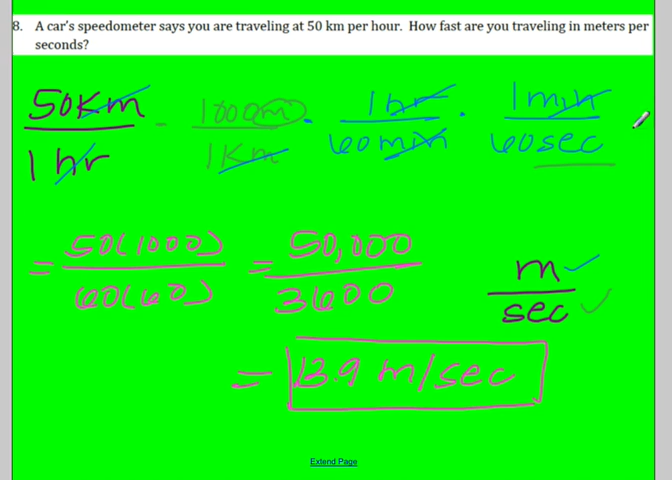 8. A car's speedometer says you are traveling at 50 km per hour. How fast are you traveling in meters per
seconds?
50km/1hr · 1000m/1km · 1hr/60min · 1min/60sec
= 50(1000)/60(60) = 50,000/3600
m/sec
= 13.9 m/sec
Extend Page